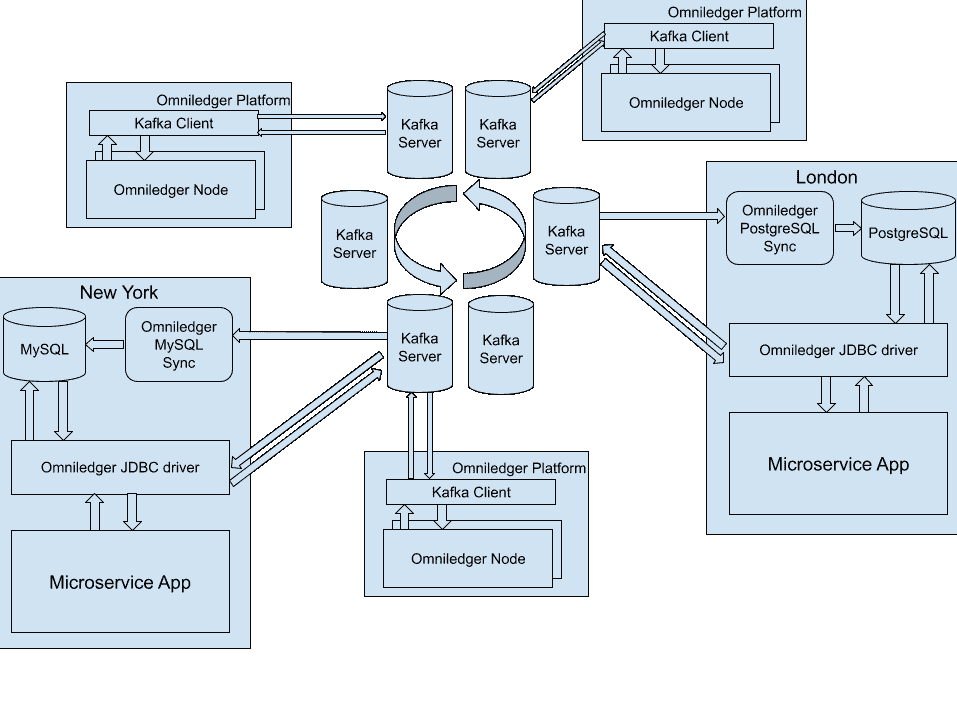 Omniledger Platform
Kafka Client
Omniledger Node
Omniledger Platform
Kafka Client
Omniledger Node
Kafka
Server
Kafka
Server
Kafka
Server
Kafka
Server
Kafka
Server
Kafka
Server
London
Omniledger
PostgreSQL
Sync
PostgreSQL
Omniledger JDBC driver
Microservice App
New York
MySQL
Omniledger
MySQL
Sync
Omniledger JDBC driver
Microservice App
Omniledger Platform
Kafka Client
Omniledger Node